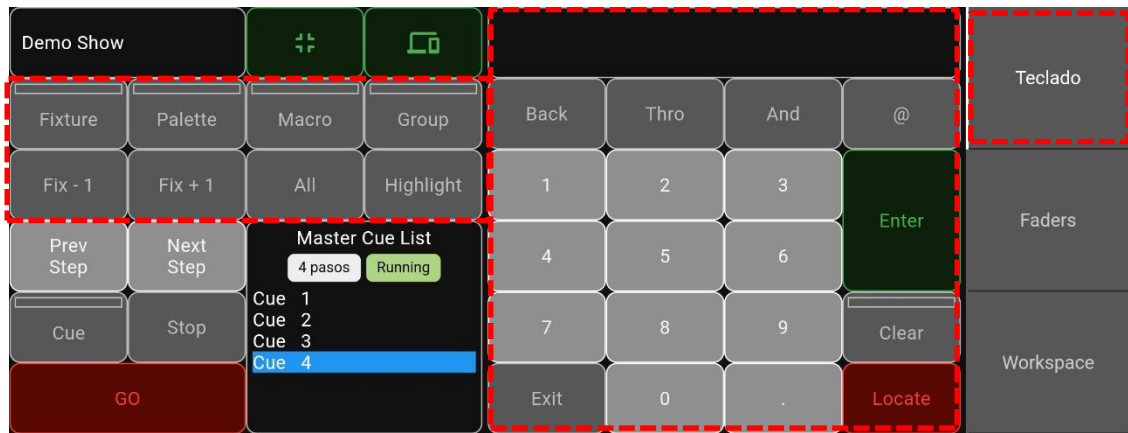 Demo Show
Fixture Palette Macro Group
Fix - 1 Fix + 1 All Highlight
Prev Step Next Step
Cue Stop
GO
Master Cue List
4 pasos Running
Cue 1
Cue 2
Cue 3
Cue 4
Back Thro And @
1 2 3 Enter
4 5 6
7 8 9 Clear
Exit 0 . Locate
Teclado
Faders
Workspace